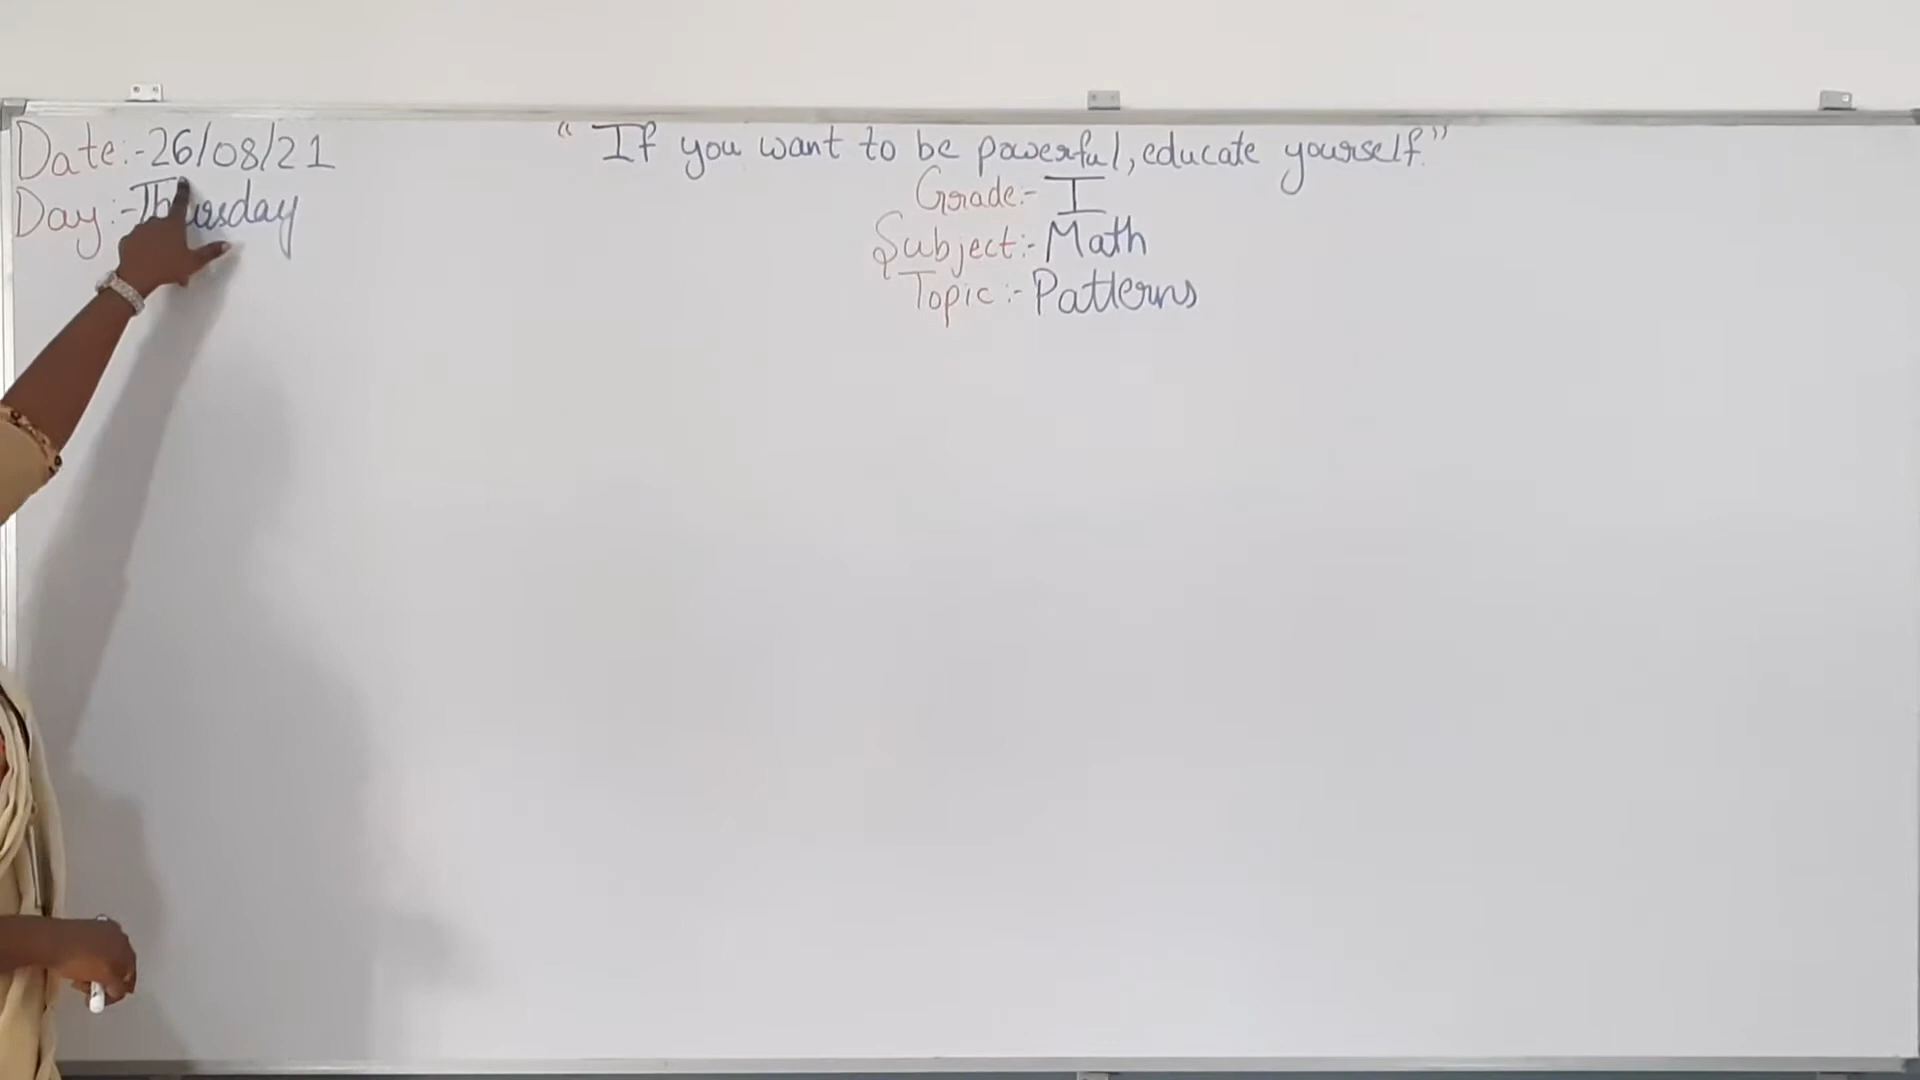 Date:-26/08/21
Day:-Thursday
"If you want to be powerful, educate yourself."
Grade:- I
Subject:- Math
Topic:- Patterns